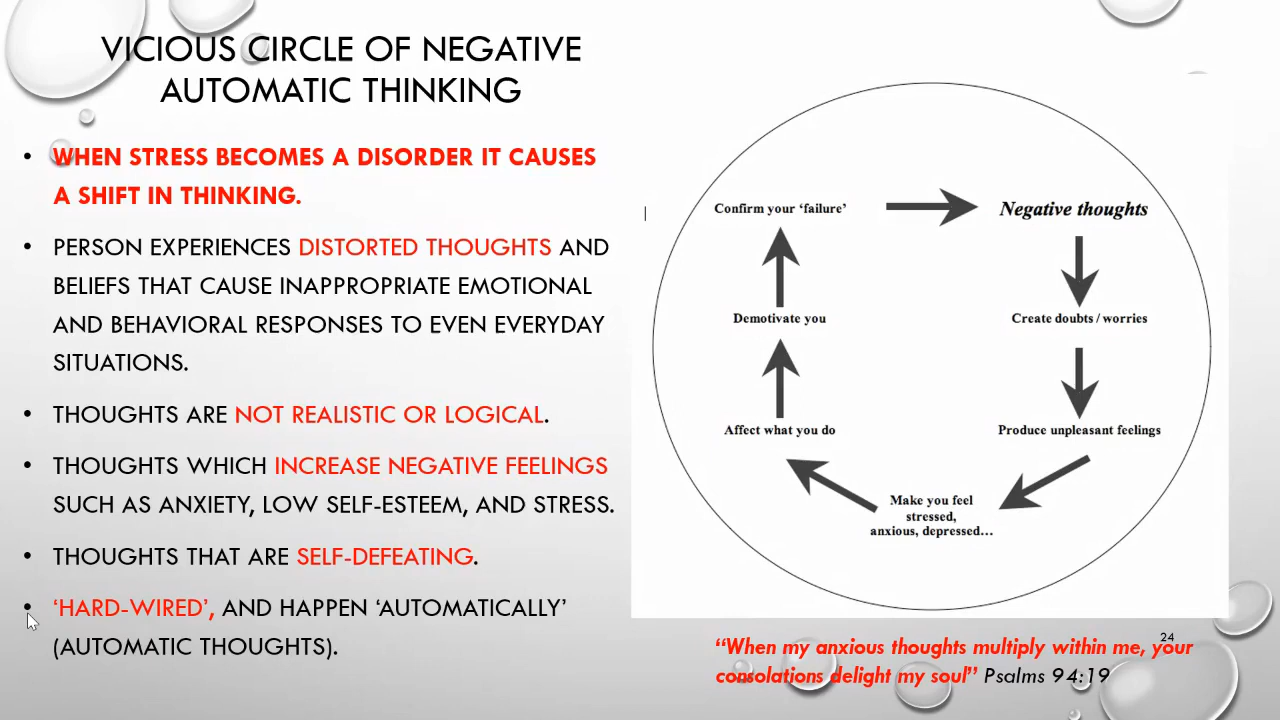 VICIOUS CIRCLE OF NEGATIVE
AUTOMATIC THINKING
• WHEN STRESS BECOMES A DISORDER IT CAUSES
A SHIFT IN THINKING.
• PERSON EXPERIENCES DISTORTED THOUGHTS AND
BELIEFS THAT CAUSE INAPPROPRIATE EMOTIONAL
AND BEHAVIORAL RESPONSES TO EVEN EVERYDAY
SITUATIONS.
• THOUGHTS ARE NOT REALISTIC OR LOGICAL.
• THOUGHTS WHICH INCREASE NEGATIVE FEELINGS
SUCH AS ANXIETY, LOW SELF-ESTEEM, AND STRESS.
• THOUGHTS THAT ARE SELF-DEFEATING.
• ‘HARD-WIRED’, AND HAPPEN ‘AUTOMATICALLY’
(AUTOMATIC THOUGHTS).
Confirm your ‘failure’
Negative thoughts
Create doubts / worries
Produce unpleasant feelings
Make you feel
stressed,
anxious, depressed…
Affect what you do
Demotivate you
“When my anxious thoughts multiply within me, your
consolations delight my soul” Psalms 94:19
24